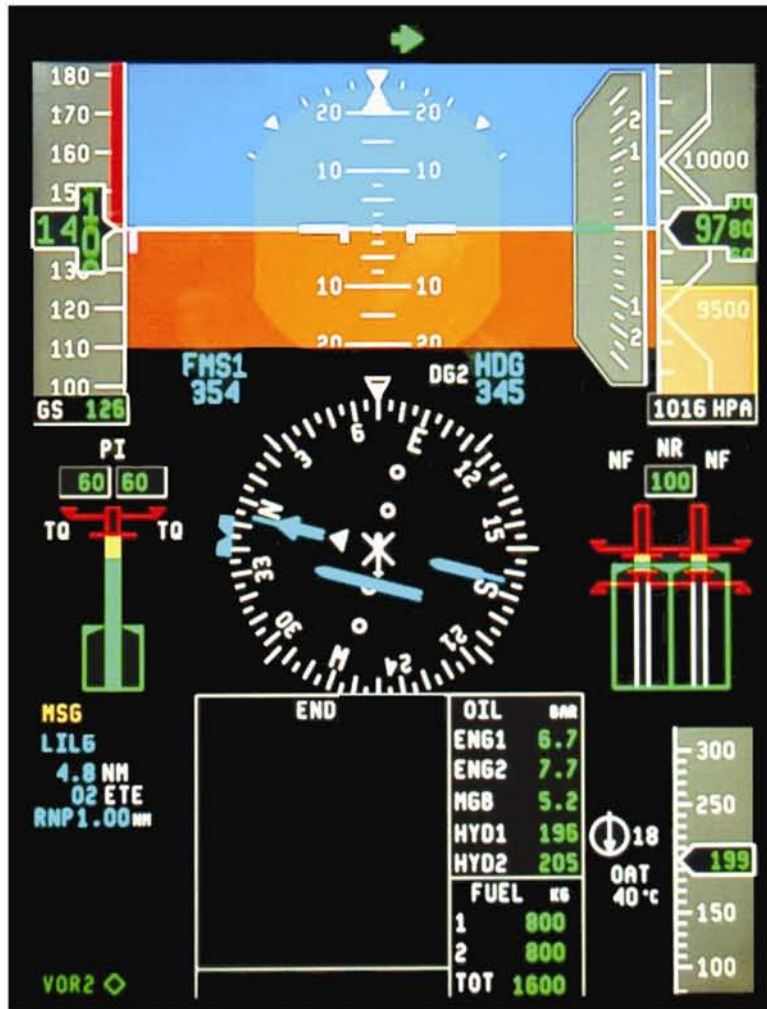 180
170
160
150
140
130
120
110
100
GS 126
20 20
10 10
10 10
20 20
2
1
1
2
10000
9780
9500
1016 HPA
FMS1
354
DG2 HDG
345
PI
60 60
TQ TQ
N 3 6 E 12 15 S 21 24 W 30 33
NF NR NF
100
MSG
LILG
4.8 NM
02 ETE
RNP1.00NM
VOR2
END
OIL BAR
ENG1 6.7
ENG2 7.7
MGB 5.2
HYD1 196
HYD2 205
FUEL KG
1 800
2 800
TOT 1600
18
OAT
40°C
300
250
199
150
100